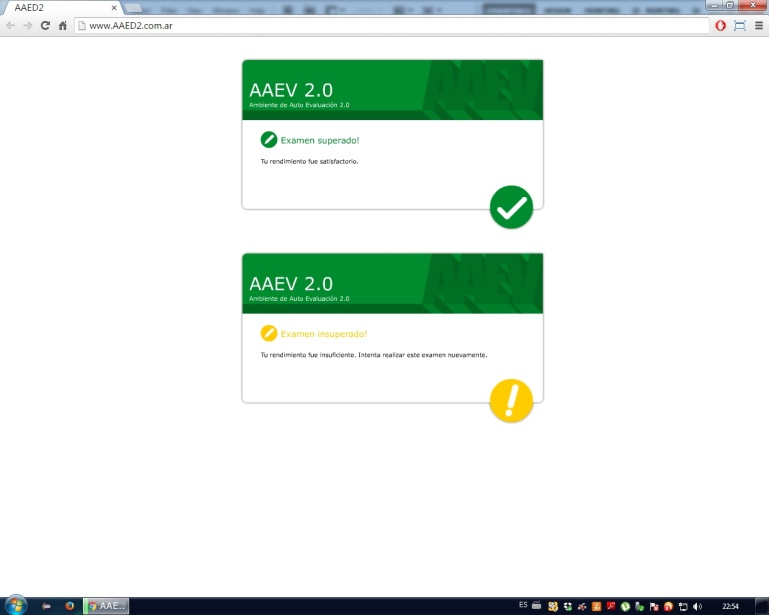 AAED2
www.AAED2.com.ar
AAEV 2.0
Ambiente de Auto Evaluación 2.0
AAEV
Examen superado!
Tu rendimiento fue satisfactorio.
AAEV 2.0
Ambiente de Auto Evaluación 2.0
AAEV
Examen insuperado!
Tu rendimiento fue insuficiente. Intenta realizar este examen nuevamente.
AAE...
ES
22:54